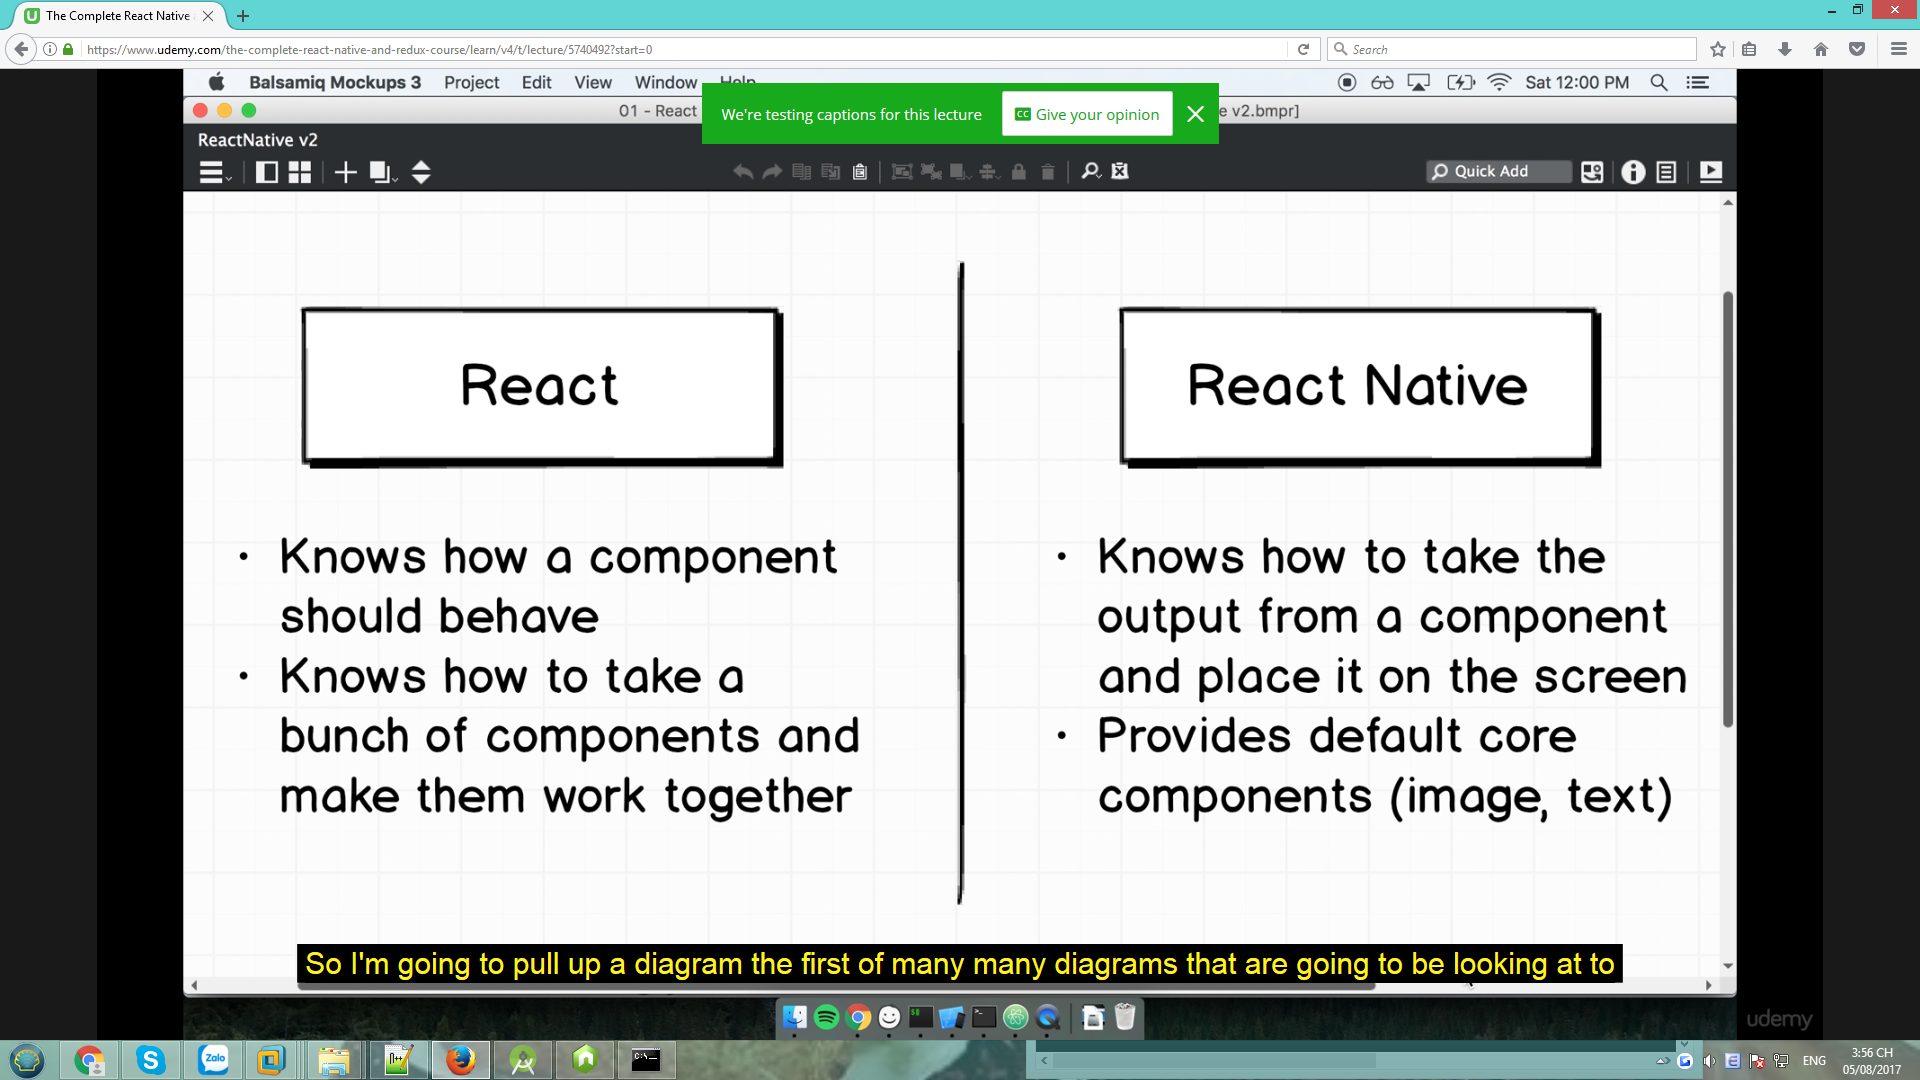 The Complete React Native
https://www.udemy.com/the-complete-react-native-and-redux-course/learn/v4/t/lecture/5740492?start=0
Search
Balsamiq Mockups 3 Project Edit View Window Help
Sat 12:00 PM
01 - React
We're testing captions for this lecture
CC Give your opinion
e v2.bmpr]
ReactNative v2
Quick Add
React
React Native
• Knows how a component
should behave
• Knows how to take a
bunch of components and
make them work together
• Knows how to take the
output from a component
and place it on the screen
• Provides default core
components (image, text)
So I'm going to pull up a diagram the first of many many diagrams that are going to be looking at to
udemy
Zalo
ENG
3:56 CH
05/08/2017